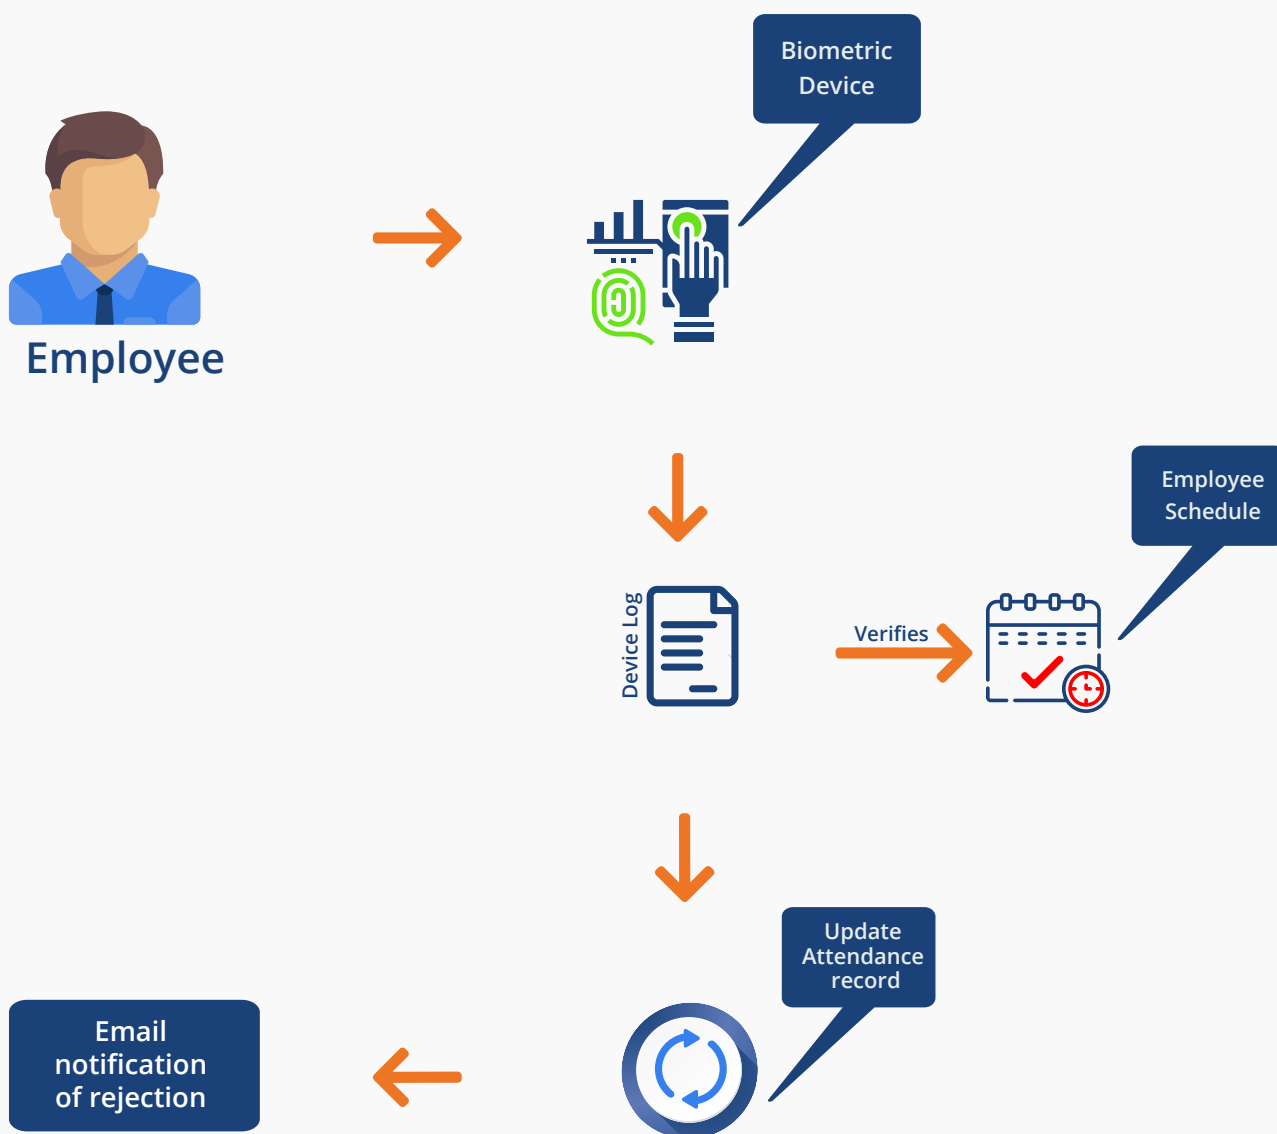 Biometric
Device
Employee
Employee
Schedule
Device Log
Verifies
Update
Attendance
record
Email
notification
of rejection